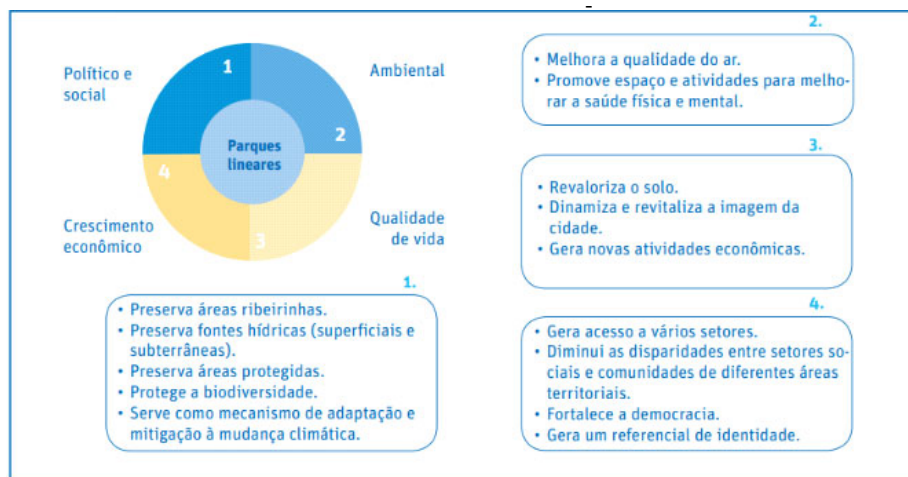 Político e
social
1
Ambiental
2
Parques
lineares
4
Crescimento
econômico
3
Qualidade
de vida
1.
• Preserva áreas ribeirinhas.
• Preserva fontes hídricas (superficiais e
subterrâneas).
• Preserva áreas protegidas.
• Protege a biodiversidade.
• Serve como mecanismo de adaptação e
mitigação à mudança climática.
2.
• Melhora a qualidade do ar.
• Promove espaço e atividades para melho-
rar a saúde física e mental.
3.
• Revaloriza o solo.
• Dinamiza e revitaliza a imagem da
cidade.
• Gera novas atividades econômicas.
4.
• Gera acesso a vários setores.
• Diminui as disparidades entre setores so-
ciais e comunidades de diferentes áreas
territoriais.
• Fortalece a democracia.
• Gera um referencial de identidade.